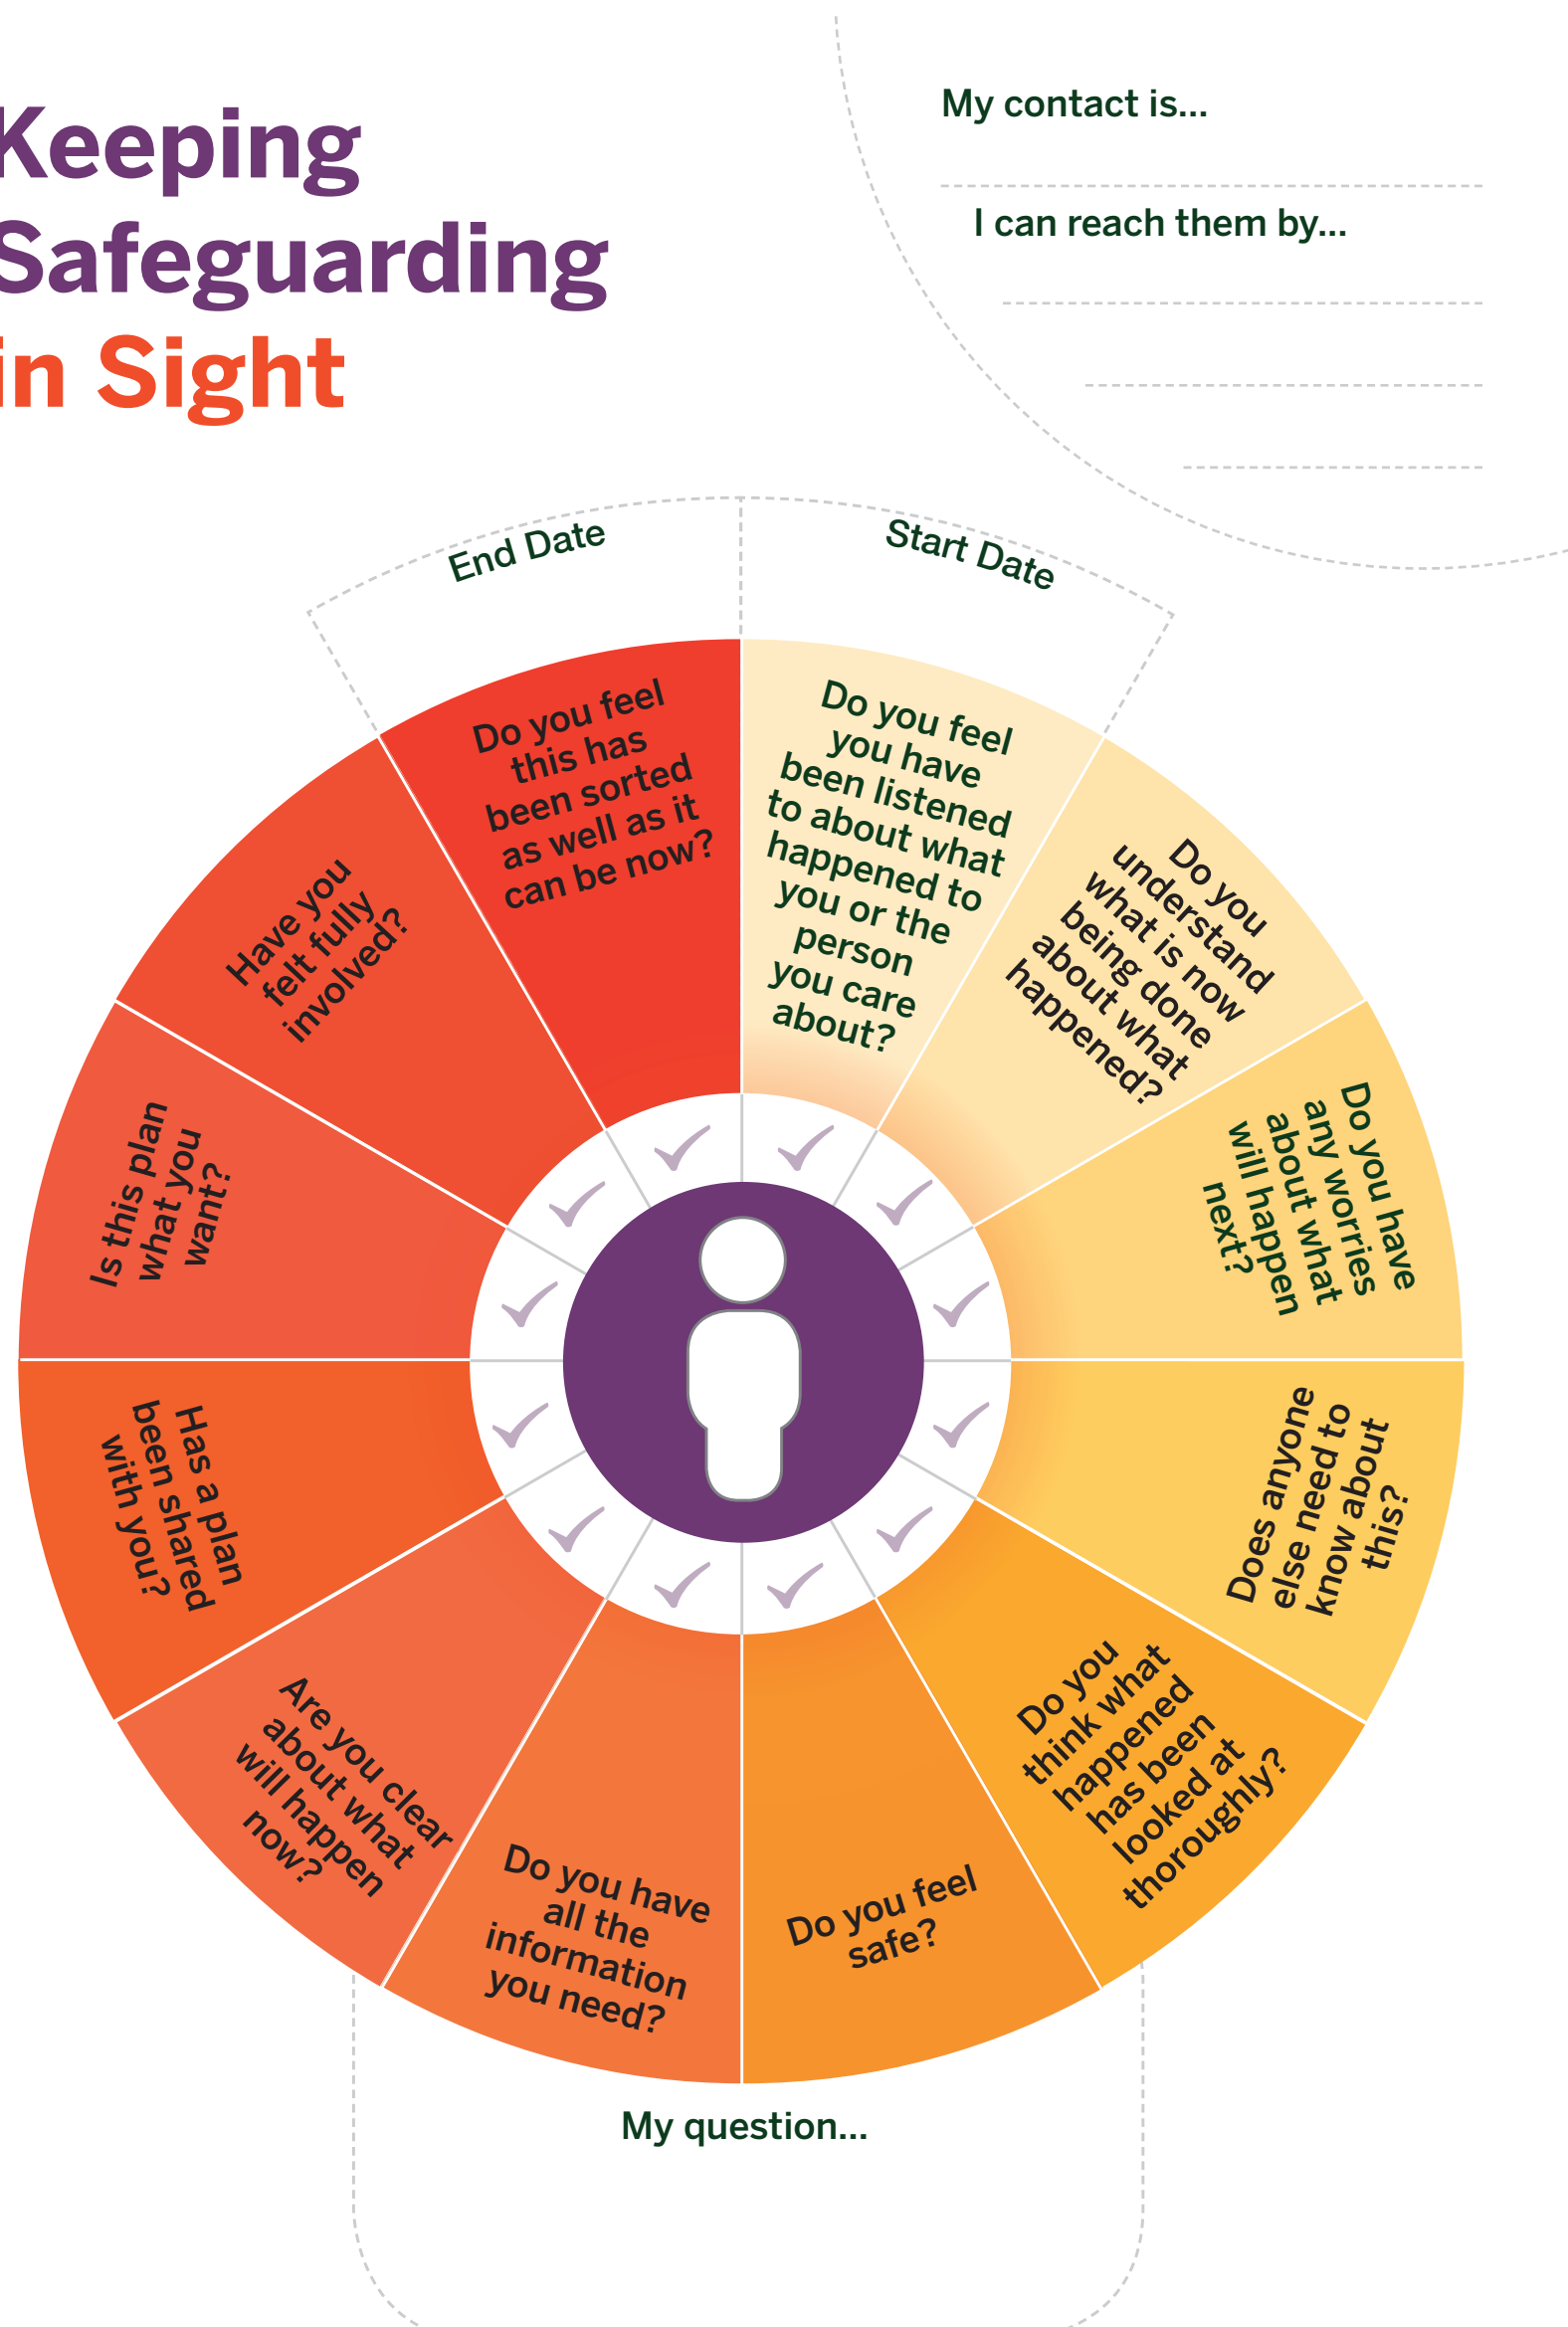 Keeping
Safeguarding
in Sight
My contact is...
I can reach them by...
End Date
Start Date
Do you feel
you have
been listened
to about what
happened to
you or the
person
you care
about?
Do you
understand
what is now
being done
about what
happened?
Do you have
any worries
about what
will happen
next?
Does anyone
else need to
know about
this?
Do you
think what
happened
has been
looked at
thoroughly?
Do you feel
safe?
Do you have
all the
information
you need?
Are you clear
about what
will happen
now?
Has a plan
been shared
with you?
Is this plan
what you
want?
Have you
felt fully
involved?
Do you feel
this has
been sorted
as well as it
can be now?
My question...